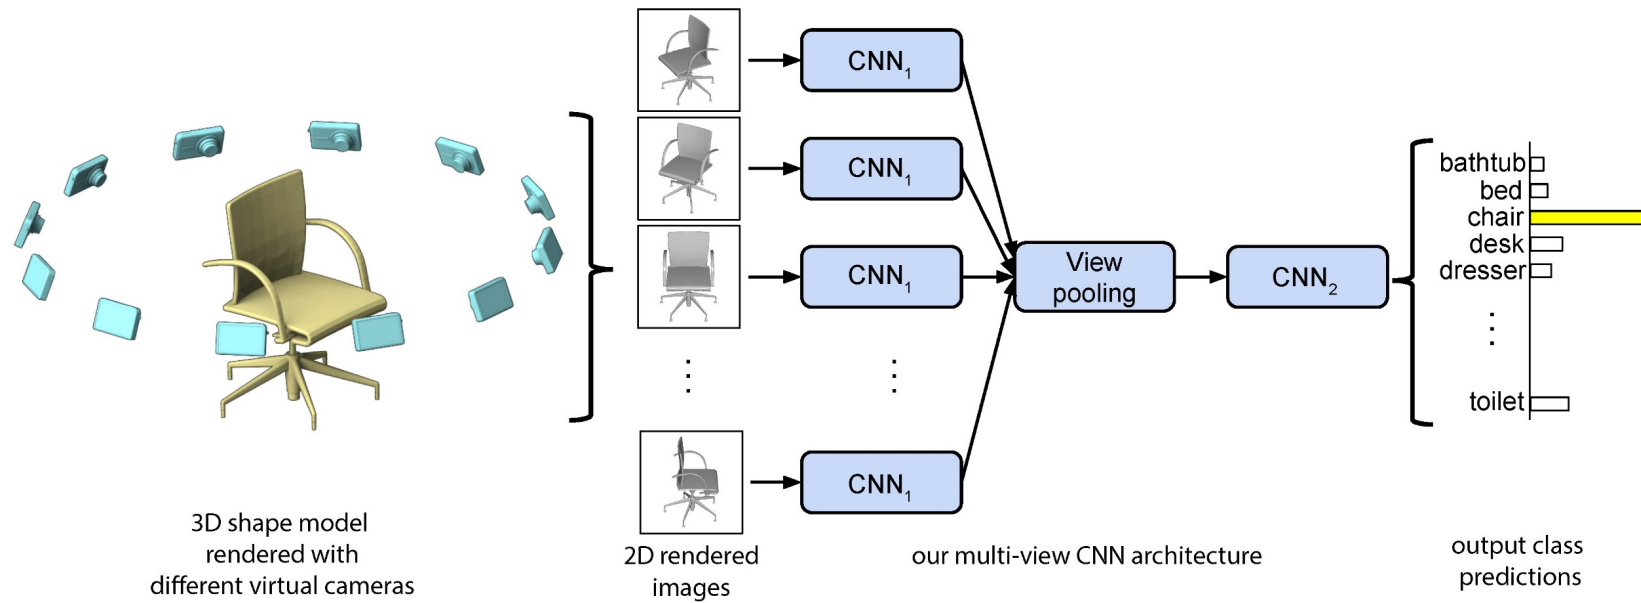 CNN₁
CNN₁
CNN₁
CNN₁
View
pooling
CNN₂
bathtub
bed
chair
desk
dresser
toilet
3D shape model
rendered with
different virtual cameras
2D rendered
images
our multi-view CNN architecture
output class
predictions